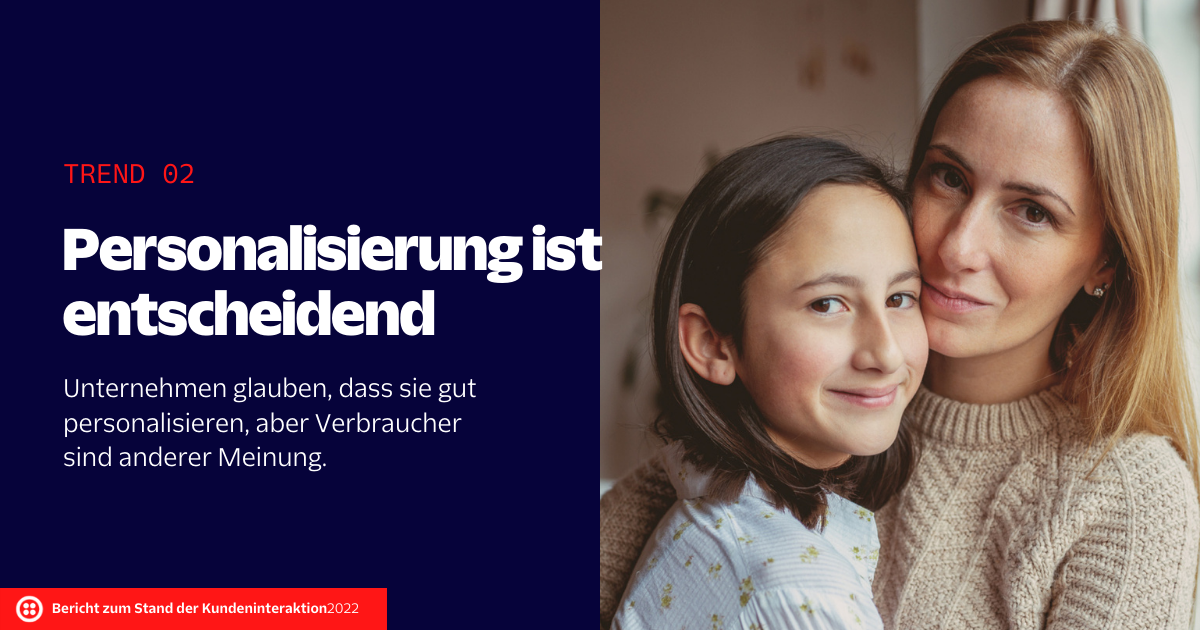 TREND 02
Personalisierung ist
entscheidend
Unternehmen glauben, dass sie gut
personalisieren, aber Verbraucher
sind anderer Meinung.
Bericht zum Stand der Kundeninteraktion2022